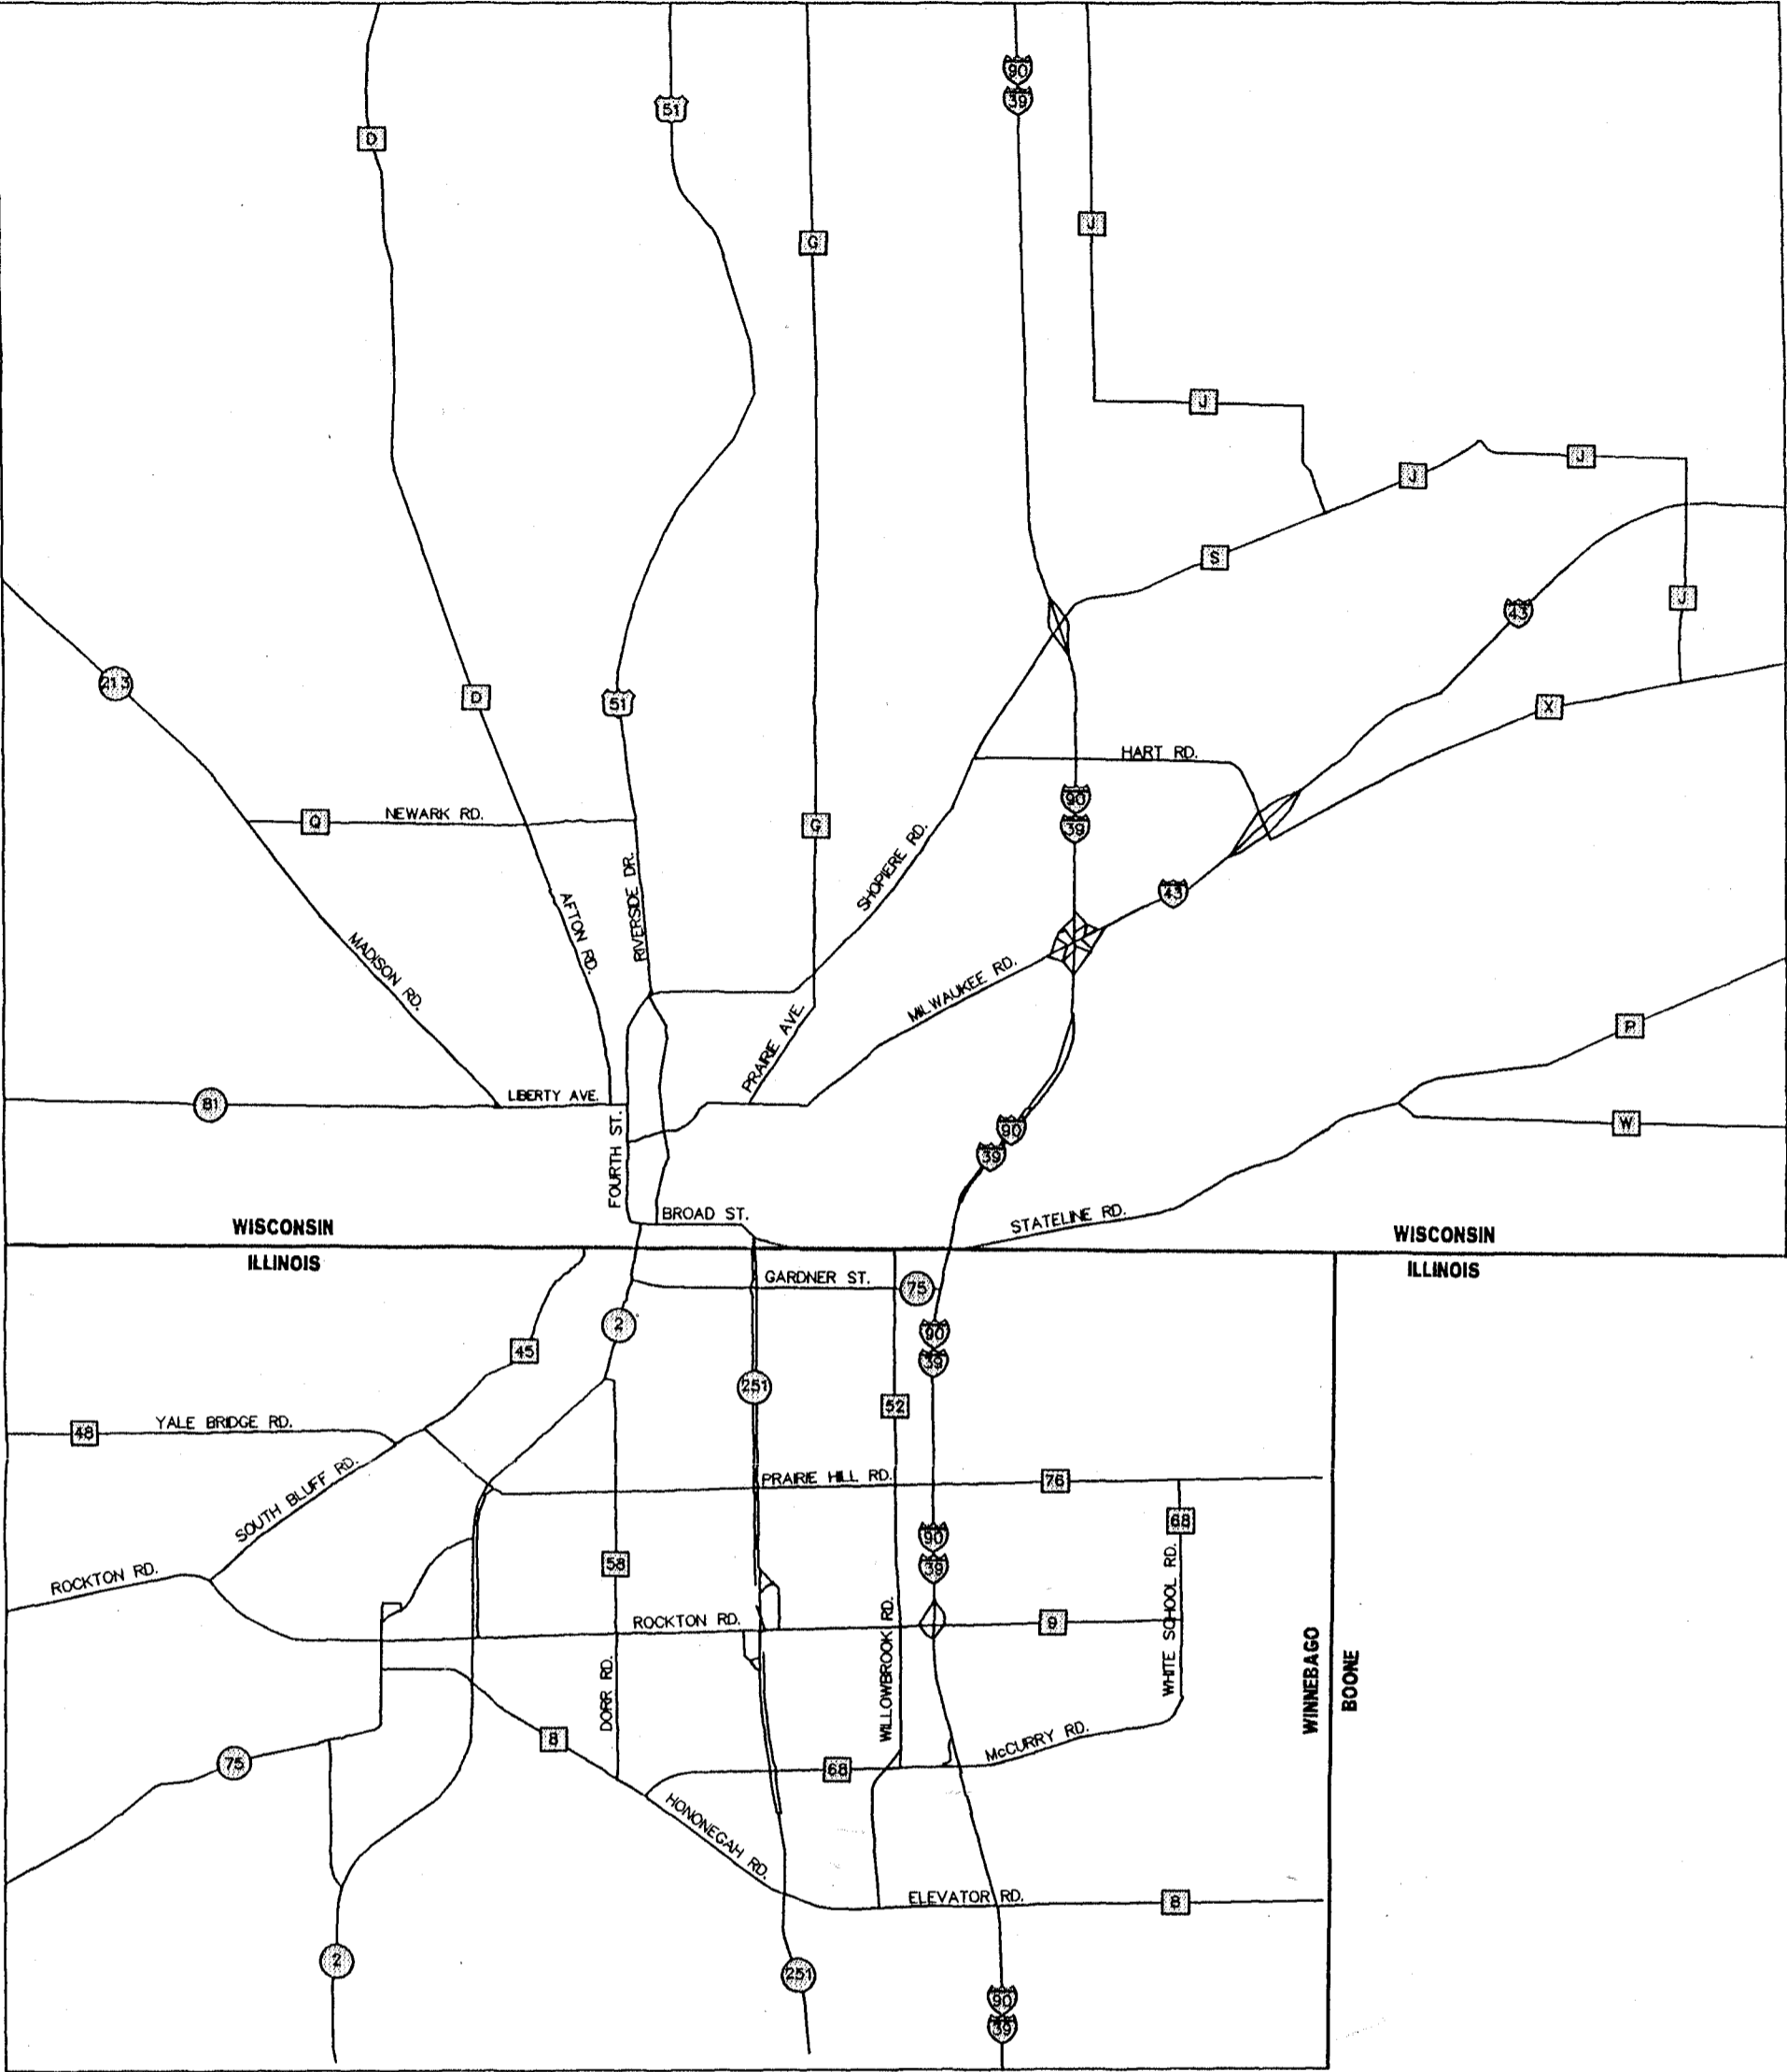 90
39
51
D
J
G
J
J
J
S
J
43
213
D
51
X
HART RD.
90
39
Q
NEWARK RD.
G
SHOPIERE RD.
RIVERSIDE DR.
AFTON RD.
43
MADISON RD.
MILWAUKEE RD.
PRAIRIE AVE.
P
81
LIBERTY AVE.
W
FOURTH ST.
90
39
BROAD ST.
STATELINE RD.
WISCONSIN
WISCONSIN
ILLINOIS
ILLINOIS
GARDNER ST.
75
2
90
39
45
251
52
48
YALE BRIDGE RD.
SOUTH BLUFF RD.
PRAIRIE HILL RD.
76
68
90
39
58
ROCKTON RD.
ROCKTON RD.
9
WHITE SCHOOL RD.
WILLOWBROOK RD.
DORR RD.
WINNEBAGO
BOONE
8
75
68
McCURRY RD.
HONONEGAH RD.
ELEVATOR RD.
8
2
251
90
39